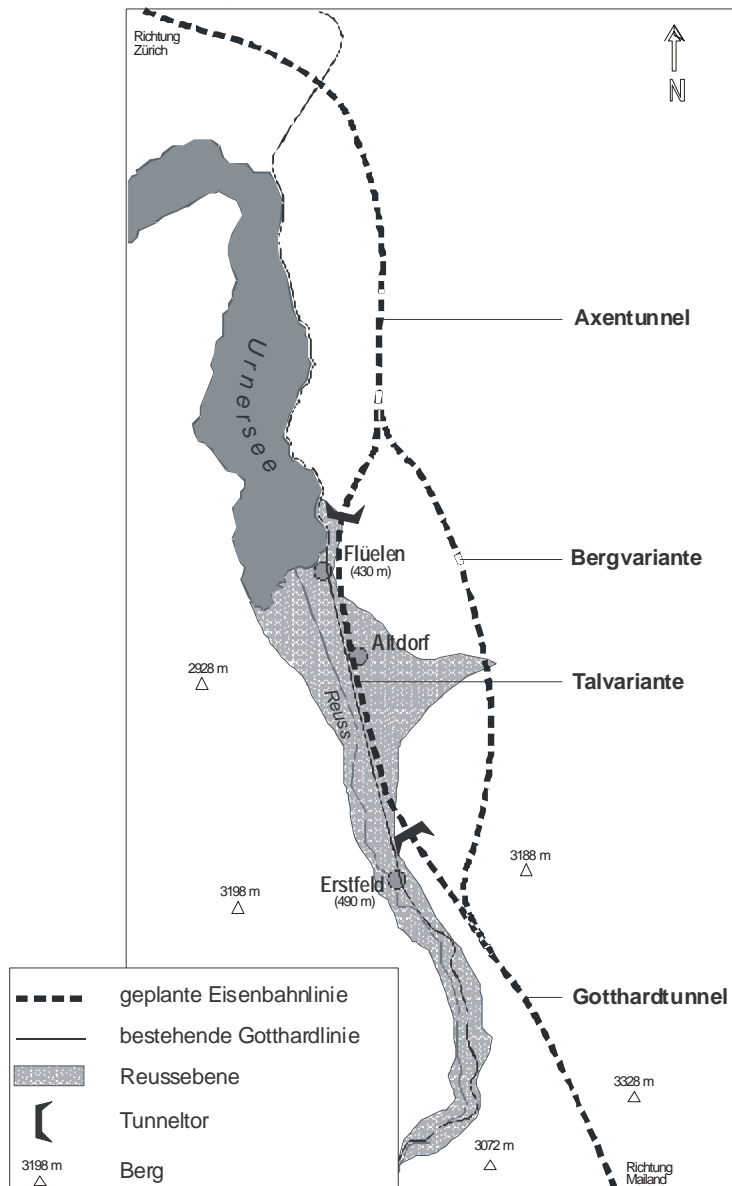 Richtung
Zürich
N
Axentunnel
Urnersee
Bergvariante
Flüelen
(430 m)
Altdorf
2928 m
Talvariante
Reuss
3188 m
Erstfeld
(490 m)
3198 m
Gotthardtunnel
geplante Eisenbahnlinie
bestehende Gotthardlinie
Reussebene
Tunneltor
3198 m
Berg
3328 m
3072 m
Richtung
Mailand